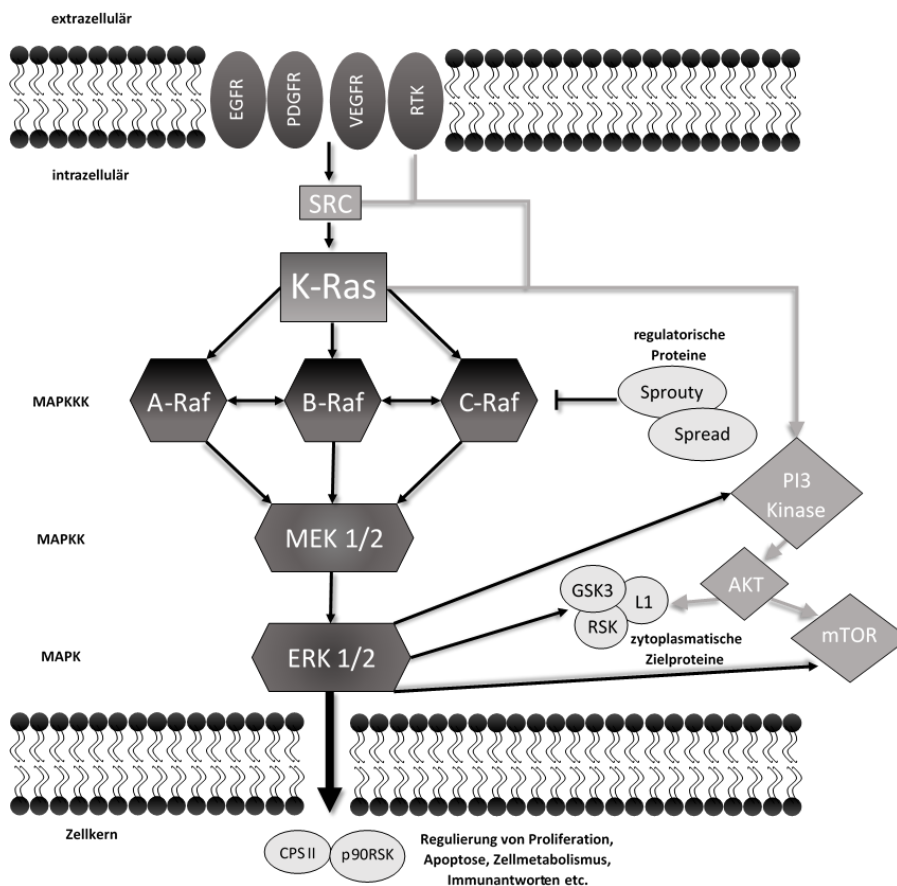 extrazellulär
EGFR
PDGFR
VEGFR
RTK
intrazellulär
SRC
K-Ras
regulatorische
Proteine
MAPKKK
A-Raf
B-Raf
C-Raf
Sprouty
Spread
PI3
Kinase
MAPKK
MEK 1/2
AKT
GSK3
L1
RSK
zytoplasmatische
Zielproteine
mTOR
MAPK
ERK 1/2
Zellkern
CPS II
p90RSK
Regulierung von Proliferation,
Apoptose, Zellmetabolismus,
Immunantworten etc.